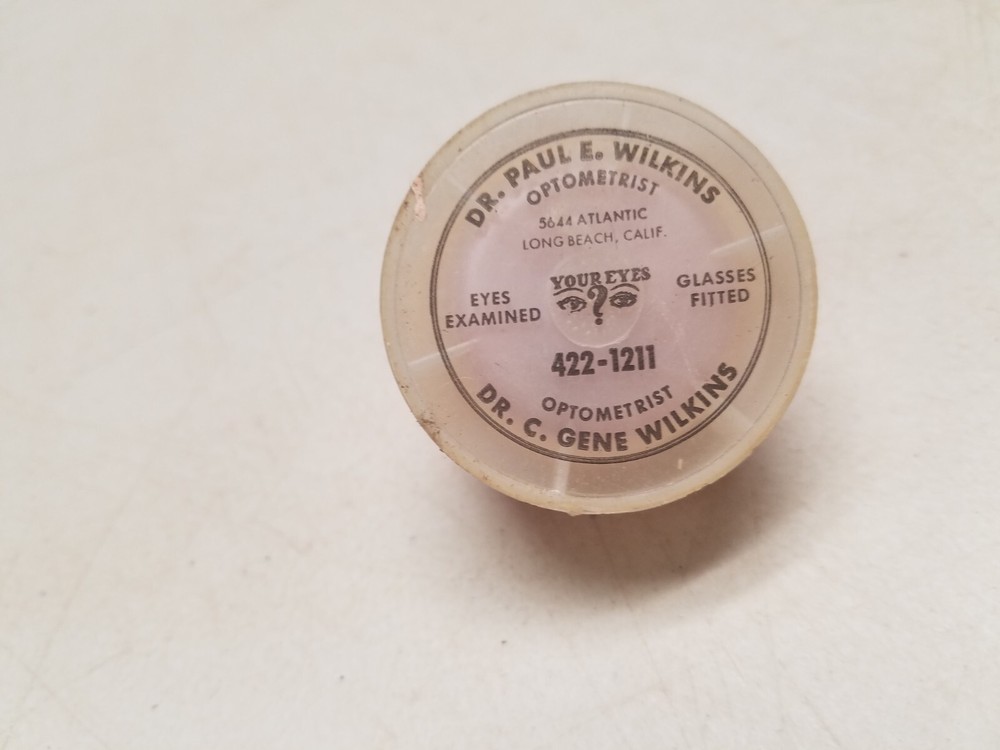 DR. PAUL E. WILKINS
OPTOMETRIST
5644 ATLANTIC
LONG BEACH, CALIF.
YOUR EYES
?
EYES
EXAMINED
GLASSES
FITTED
422-1211
OPTOMETRIST
DR. C. GENE WILKINS